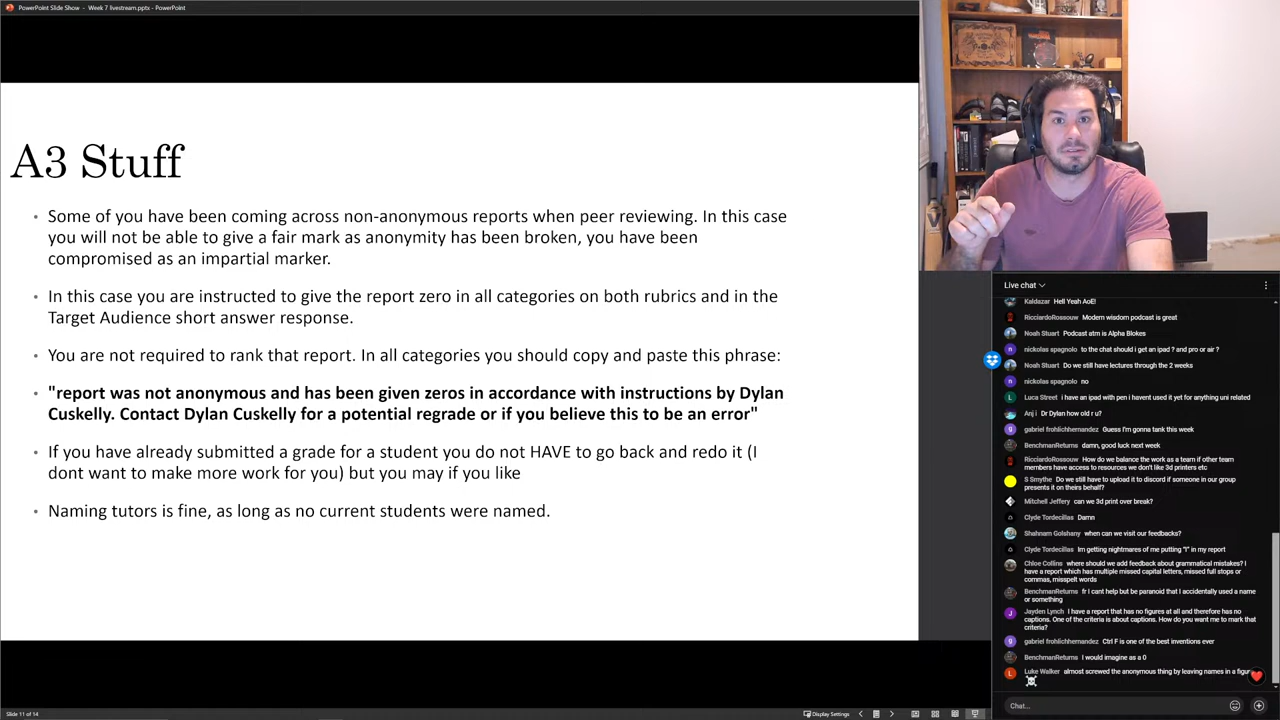 PowerPoint Slide Show - Week 7 livestream.pptx - PowerPoint
A3 Stuff
• Some of you have been coming across non-anonymous reports when peer reviewing. In this case
you will not be able to give a fair mark as anonymity has been broken, you have been
compromised as an impartial marker.
• In this case you are instructed to give the report zero in all categories on both rubrics and in the
Target Audience short answer response.
• You are not required to rank that report. In all categories you should copy and paste this phrase:
• "report was not anonymous and has been given zeros in accordance with instructions by Dylan
Cuskelly. Contact Dylan Cuskelly for a potential regrade or if you believe this to be an error"
• If you have already submitted a grade for a student you do not HAVE to go back and redo it (I
dont want to make more work for you) but you may if you like
• Naming tutors is fine, as long as no current students were named.
Slide 11 of 14
Display Settings
Live chat
Kaldazar Hell Yeah AoE!
RicciardoRossouw Modern wisdom podcast is great
Noah Stuart Podcast atm is Alpha Blokes
nickolas spagnolo to the chat should i get an ipad ? and pro or air ?
Noah Stuart Do we still have lectures through the 2 weeks
nickolas spagnolo no
Luca Street i have an ipad with pen i havent used it yet for anything uni related
Anj i Dr Dylan how old r u?
gabriel frohlichhernandez Guess I'm gonna tank this week
BenchmanReturns damn, good luck next week
RicciardoRossouw How do we balance the work as a team if other team
members have access to resources we don't like 3d printers etc
S Smythe Do we still have to upload it to discord if someone in our group
presents it on theirs behalf?
Mitchell Jeffery can we 3d print over break?
Clyde Tordecillas Damn
Shahnam Golshany when can we visit our feedbacks?
Clyde Tordecillas Im getting nightmares of me putting "I" in my report
Chloe Collins where should we add feedback about grammatical mistakes? I
have a report which has multiple missed capital letters, missed full stops or
commas, misspelt words
BenchmanReturns fr I cant help but be paranoid that I accidentally used a name
or something
Jayden Lynch I have a report that has no figures at all and therefore has no
captions. One of the criteria is about captions. How do you want me to mark that
criteria?
gabriel frohlichhernandez Ctrl F is one of the best inventions ever
BenchmanReturns I would imagine as a 0
Luke Walker almost screwed the anonymous thing by leaving names in a
Chat...